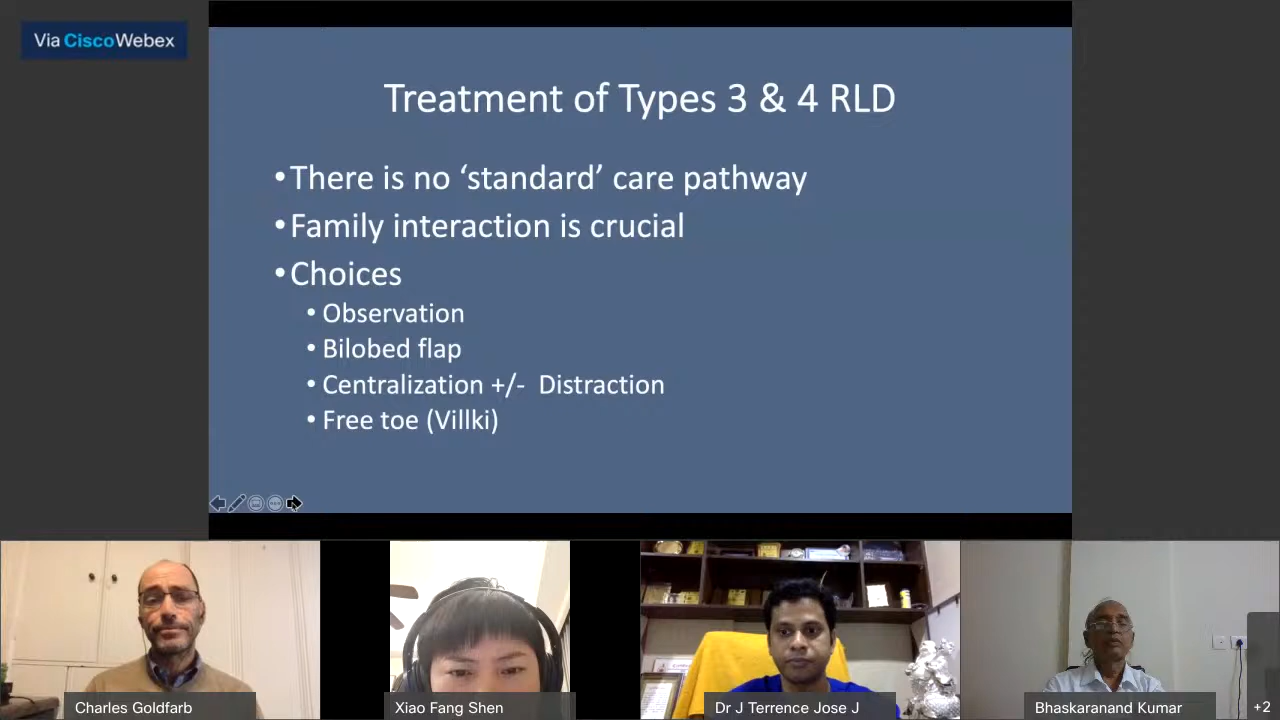 Via CiscoWebex
Treatment of Types 3 & 4 RLD
•There is no ‘standard’ care pathway
•Family interaction is crucial
•Choices
• Observation
• Bilobed flap
• Centralization +/-  Distraction
• Free toe (Villki)
Charles Goldfarb
Xiao Fang Shen
Dr J Terrence Jose J
Bhaskaranand Kumar
+2